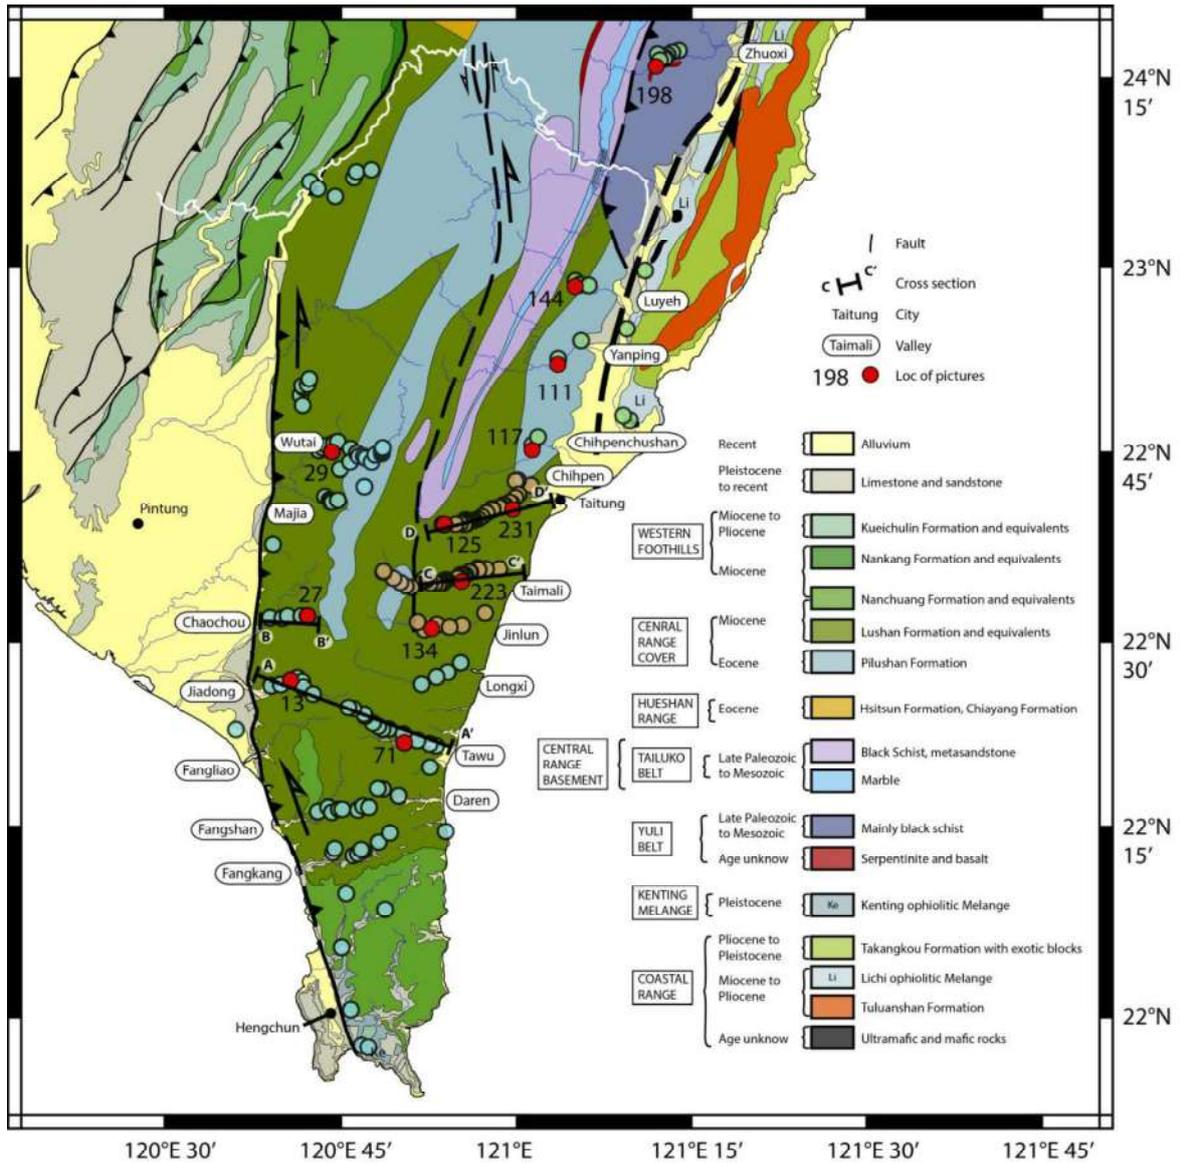 Li
Zhuoxi
198
24°N
15′
Li
Fault
C C′ Cross section
Taitung City
Taimali Valley
198 Loc of pictures
23°N
144
Luyeh
Yanping
111
Li
117
Chihpenchushan
Wutai
29
22°N
45′
Chihpen
D′
Taitung
Majia
Pintung
D
125
231
C
C′
Taimali
223
27
Chaochou
B
B′
Jinlun
134
22°N
30′
A
Jiadong
13
Longxi
71
A′
Tawu
Fangliao
Daren
Fangshan
22°N
15′
Fangkang
Hengchun
22°N
Recent Alluvium
Pleistocene
to recent
Limestone and sandstone
WESTERN
FOOTHILLS
Miocene to
Pliocene
Kueichulin Formation and equivalents
Miocene
Nankang Formation and equivalents
Nanchuang Formation and equivalents
CENRAL
RANGE
COVER
Miocene
Lushan Formation and equivalents
Eocene
Pilushan Formation
HUESHAN
RANGE
Eocene
Hsitsun Formation, Chiayang Formation
CENTRAL
RANGE
BASEMENT
TAILUKO
BELT
Late Paleozoic
to Mesozoic
Black Schist, metasandstone
Marble
YULI
BELT
Late Paleozoic
to Mesozoic
Mainly black schist
Age unknow
Serpentinite and basalt
KENTING
MELANGE
Pleistocene
Ke
Kenting ophiolitic Melange
COASTAL
RANGE
Pliocene to
Pleistocene
Takangkou Formation with exotic blocks
Miocene to
Pliocene
Li
Lichi ophiolitic Melange
Tuluanshan Formation
Age unknow
Ultramafic and mafic rocks
120°E 30′
120°E 45′
121°E
121°E 15′
121°E 30′
121°E 45′